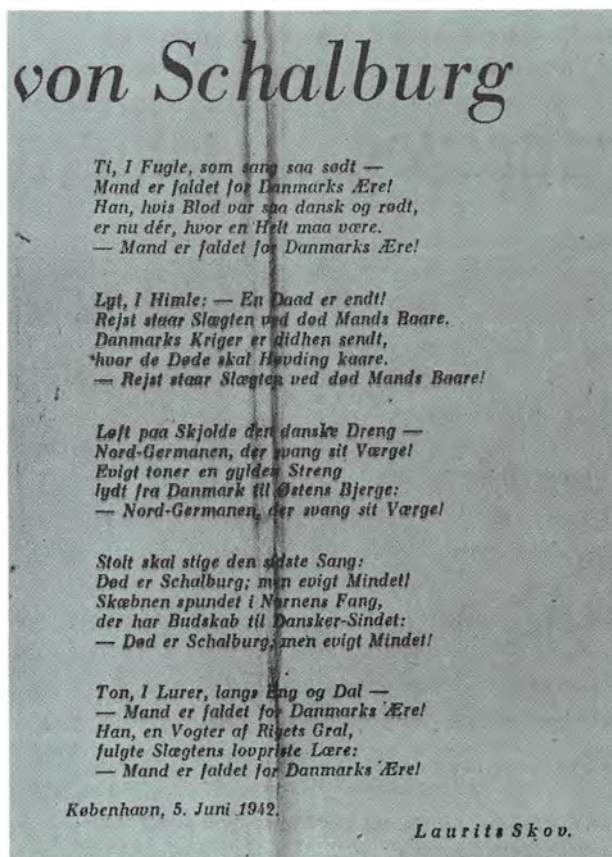 von Schalburg
Ti, I Fugle, som sang saa sødt —
Mand er faldet for Danmarks Ære!
Han, hvis Blod var saa dansk og rødt,
er nu dér, hvor en Helt maa være.
— Mand er faldet for Danmarks Ære!
Lyt, I Himle: — En Daad er endt!
Rejst staar Slægten ved død Mands Baare.
Danmarks Kriger er didhen sendt,
hvor de Døde skal Høvding kaare.
— Rejst staar Slægten ved død Mands Baare!
Løft paa Skjolde den danske Dreng —
Nord-Germanen, der svang sit Værge!
Evigt toner en gylden Streng
lydt fra Danmark til Østens Bjerge:
— Nord-Germanen, der svang sit Værge!
Stolt skal stige den sidste Sang:
Død er Schalburg; men evigt Mindet!
Skæbnen spundet i Nornens Fang,
der har Budskab til Dansker-Sindet:
— Død er Schalburg; men evigt Mindet!
Ton, I Lurer, langs Eng og Dal —
— Mand er faldet for Danmarks Ære!
Han, en Vogter af Rigets Gral,
fulgte Slægtens lovpriste Lære:
— Mand er faldet for Danmarks Ære!
København, 5. Juni 1942.
Laurits Skov.